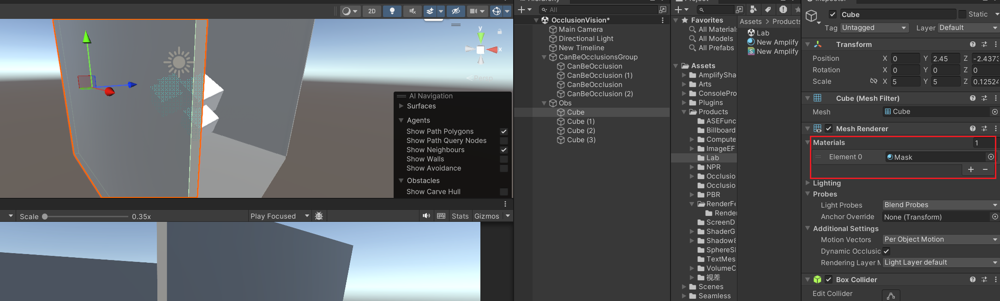 2D
y
x
Persp
AI Navigation
Surfaces
Agents
Show Path Polygons
Show Path Query Nodes
Show Neighbours
Show Walls
Show Avoidance
Obstacles
Show Carve Hull
Scale 0.35x Play Focused Stats Gizmos
All
OcclusionVision*
Main Camera
Directional Light
New Timeline
CanBeOcclusionsGroup
CanBeOcclusion
CanBeOcclusion (1)
CanBeOcclusion
CanBeOcclusion (2)
Obs
Cube
Cube (1)
Cube (2)
Cube (3)
Favorites
All Materials
All Models
All Prefabs
Assets
AmplifySha
Arts
ConsolePro
Plugins
Products
ASEFunc
Billboard
Compute
ImageEF
Lab
NPR
Occlusio
Occlusio
PBR
RenderFe
Render
ScreenD
ShaderG
Shadow&
SphereS
TextMes
VolumeC
视差
Scenes
Seamless
Assets > Products
Lab
New Amplify
New Amplify
Cube Static
Tag Untagged Layer Default
Transform
Position X 0 Y 2.45 Z -2.4373
Rotation X 0 Y 0 Z 0
Scale X 5 Y 5 Z 0.12524
Cube (Mesh Filter)
Mesh Cube
Mesh Renderer
Materials 1
Element 0 Mask
Lighting
Probes
Light Probes Blend Probes
Anchor Override None (Transform)
Additional Settings
Motion Vectors Per Object Motion
Dynamic Occlusic
Rendering Layer M Light Layer default
Box Collider
Edit Collider